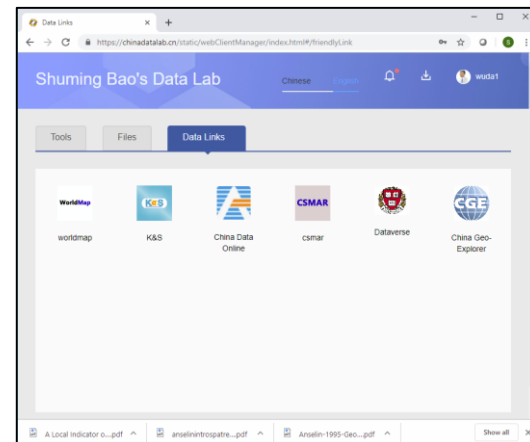 Data Links
https://chinadatalab.cn/static/webClientManager/index.html#/friendlyLink
Shuming Bao's Data Lab
Chinese English
wuda1
Tools Files Data Links
WorldMap K&S CSMAR CGE
worldmap K&S China Data Online csmar Dataverse China Geo-Explorer
A Local Indicator o....pdf anselinintrospatre....pdf Anselin-1995-Geo....pdf Show all